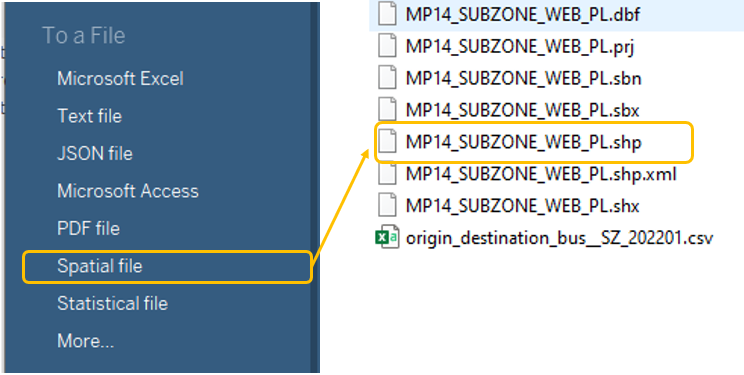 To a File
Microsoft Excel
Text file
JSON file
Microsoft Access
PDF file
Spatial file
Statistical file
More...
MP14_SUBZONE_WEB_PL.dbf
MP14_SUBZONE_WEB_PL.prj
MP14_SUBZONE_WEB_PL.sbn
MP14_SUBZONE_WEB_PL.sbx
MP14_SUBZONE_WEB_PL.shp
MP14_SUBZONE_WEB_PL.shp.xml
MP14_SUBZONE_WEB_PL.shx
origin_destination_bus__SZ_202201.csv